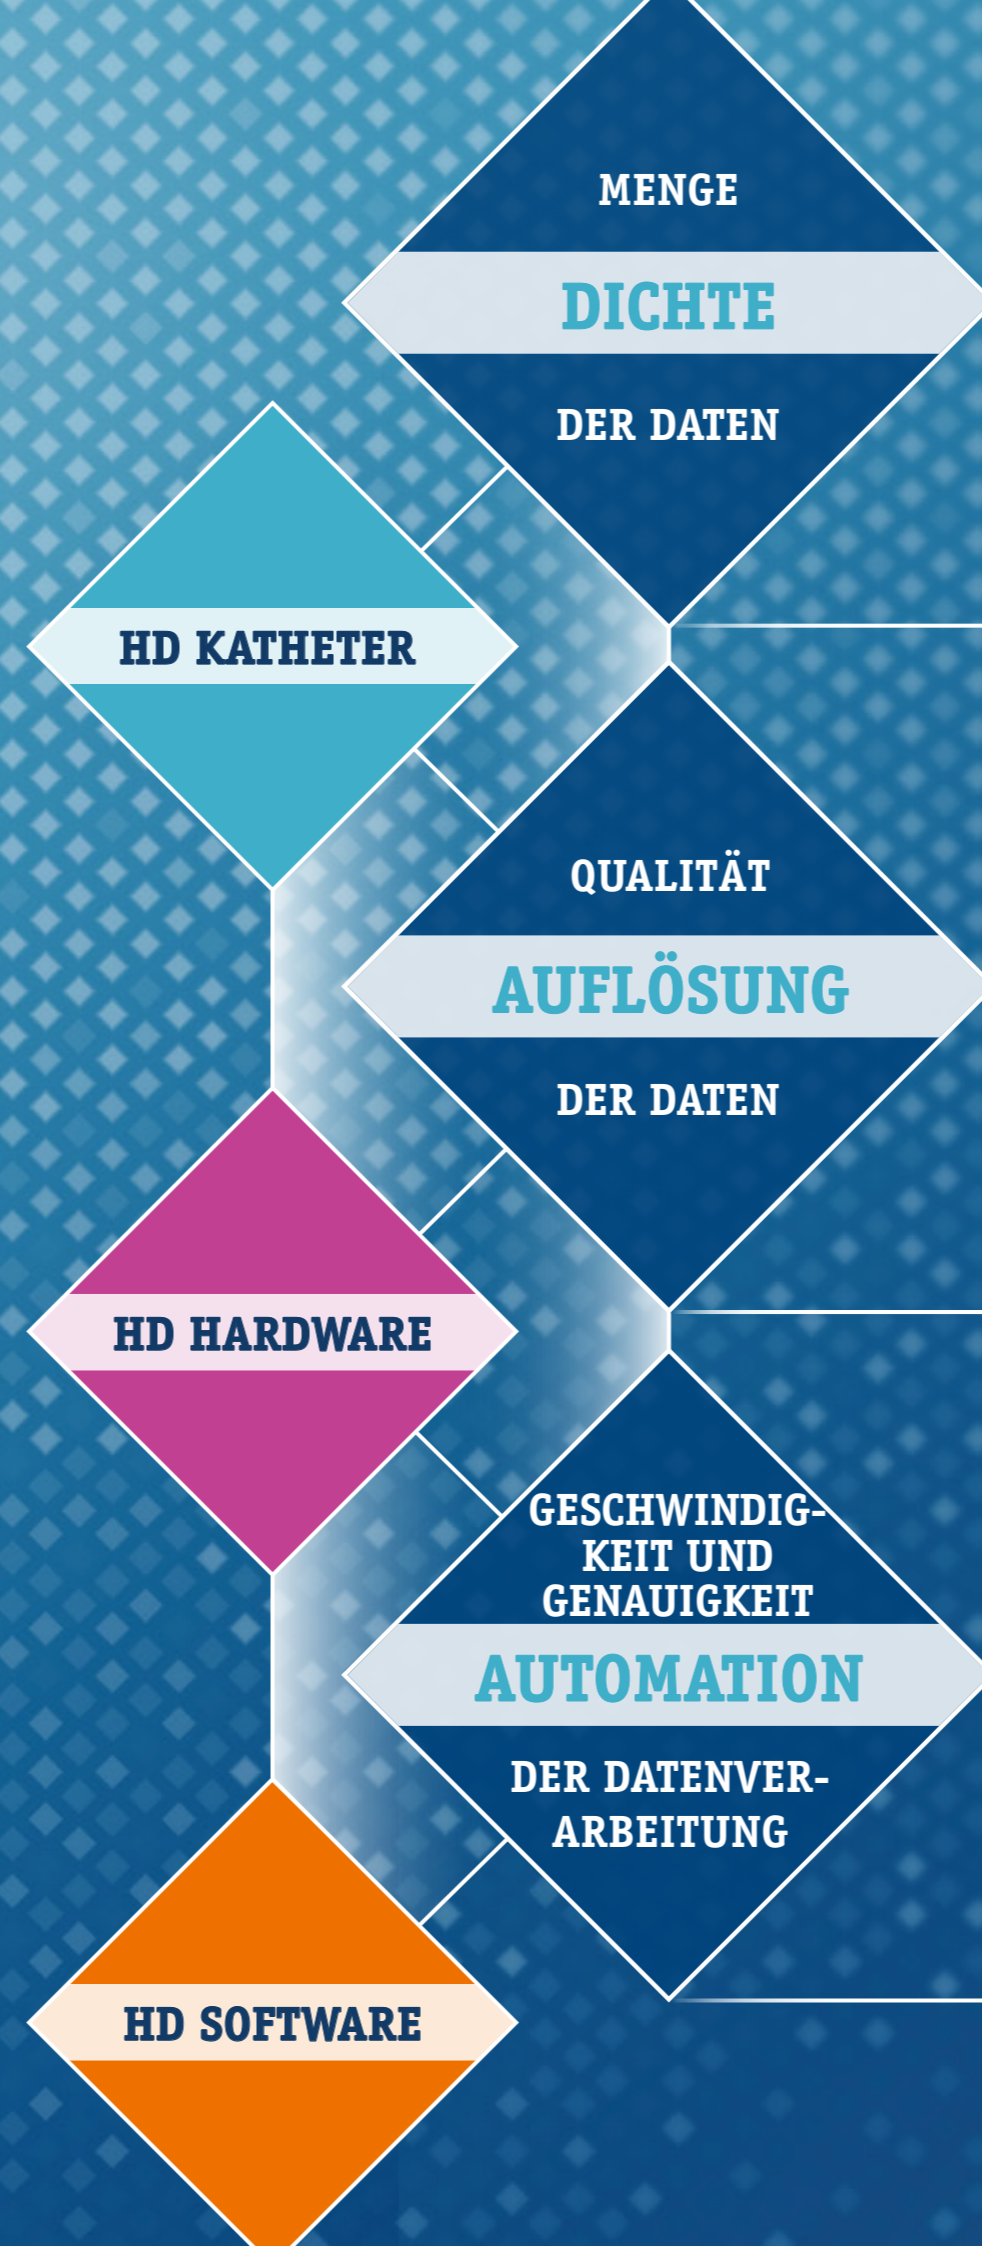 MENGE
DICHTE
DER DATEN
HD KATHETER
QUALITÄT
AUFLÖSUNG
DER DATEN
HD HARDWARE
GESCHWINDIG-
KEIT UND
GENAUIGKEIT
AUTOMATION
DER DATENVER-
ARBEITUNG
HD SOFTWARE